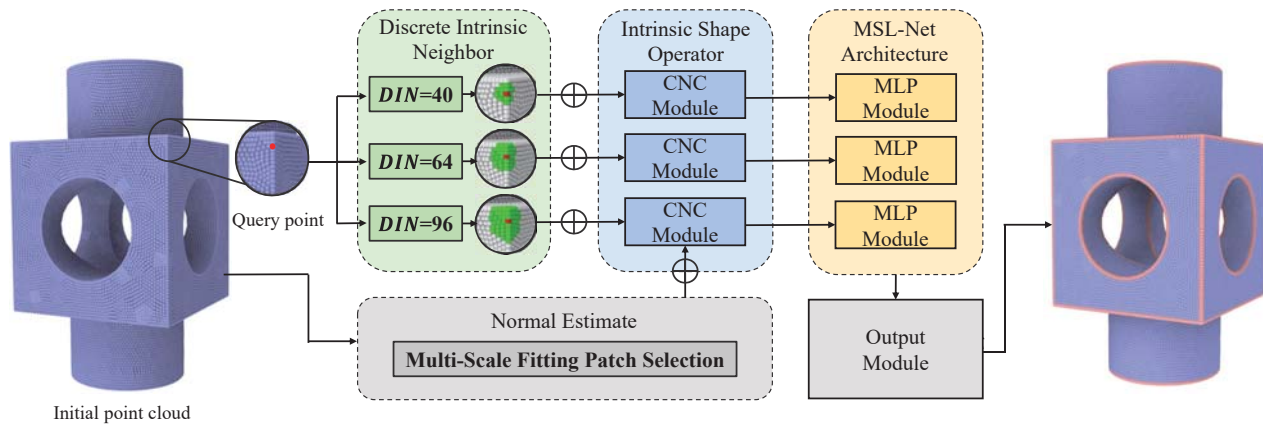 Discrete Intrinsic
Neighbor
DIN=40
DIN=64
DIN=96
Intrinsic Shape
Operator
CNC
Module
CNC
Module
CNC
Module
MSL-Net
Architecture
MLP
Module
MLP
Module
MLP
Module
Query point
Normal Estimate
Multi-Scale Fitting Patch Selection
Output
Module
Initial point cloud